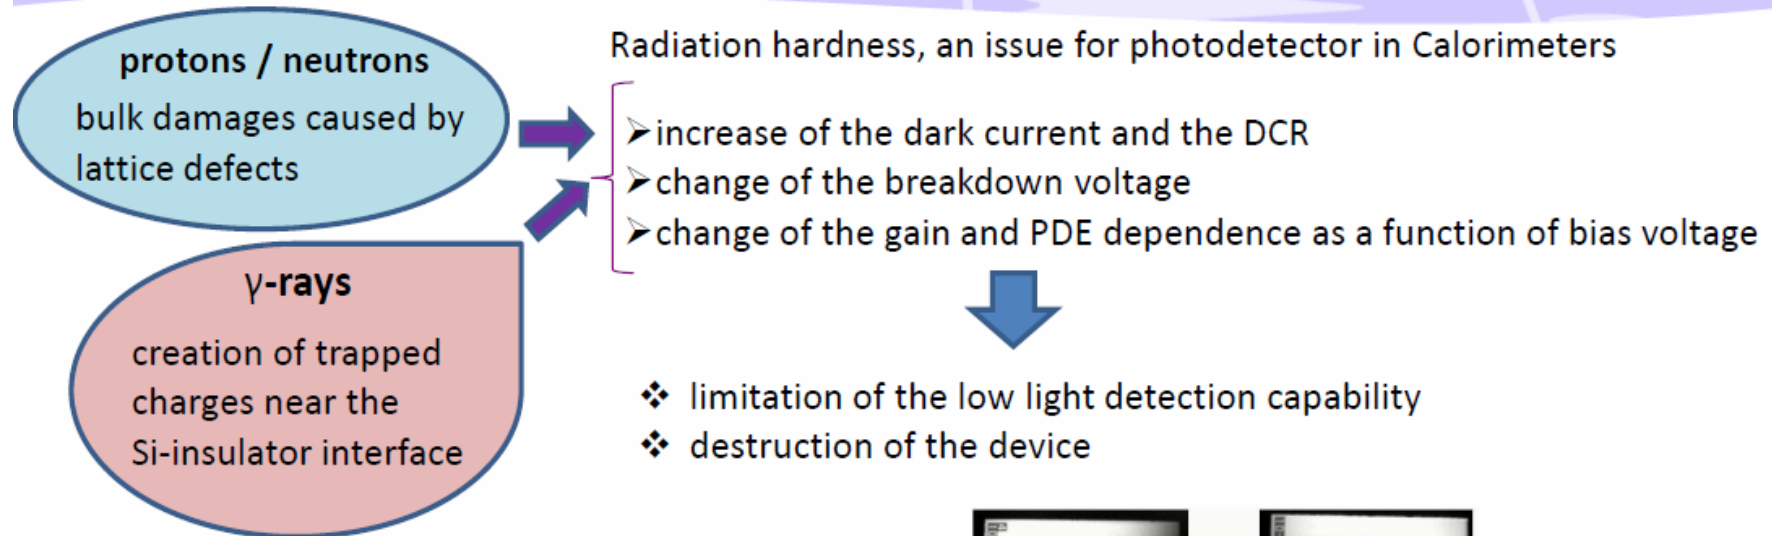 protons / neutrons
bulk damages caused by
lattice defects
γ-rays
creation of trapped
charges near the
Si-insulator interface
Radiation hardness, an issue for photodetector in Calorimeters
➢increase of the dark current and the DCR
➢change of the breakdown voltage
➢change of the gain and PDE dependence as a function of bias voltage
❖ limitation of the low light detection capability
❖ destruction of the device